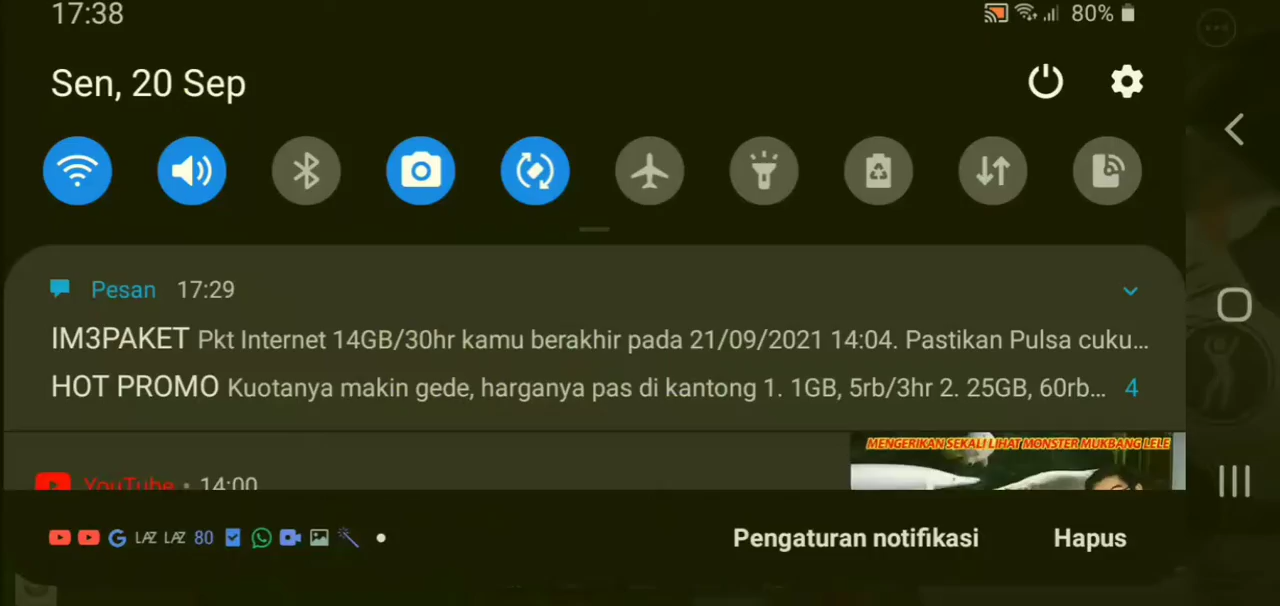 17:38
80%
Sen, 20 Sep
Pesan 17:29
IM3PAKET Pkt Internet 14GB/30hr kamu berakhir pada 21/09/2021 14:04. Pastikan Pulsa cuku...
HOT PROMO Kuotanya makin gede, harganya pas di kantong 1. 1GB, 5rb/3hr 2. 25GB, 60rb... 4
MENGERIKAN SEKALI LIHAT MONSTER MUKBANG LELE
YouTube • 14:00
LAZ LAZ 80
Pengaturan notifikasi
Hapus